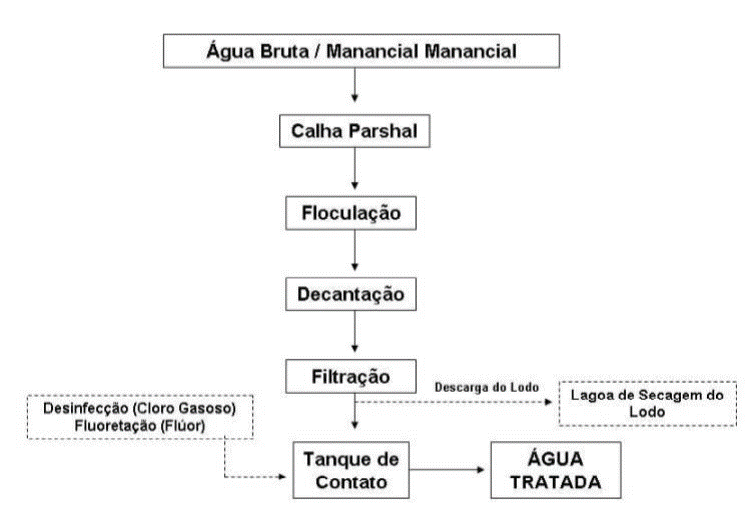 Água Bruta / Manancial Manancial
Calha Parshal
Floculação
Decantação
Filtração
Descarga do Lodo
Lagoa de Secagem do
Lodo
Desinfecção (Cloro Gasoso)
Fluoretação (Flúor)
Tanque de
Contato
ÁGUA
TRATADA